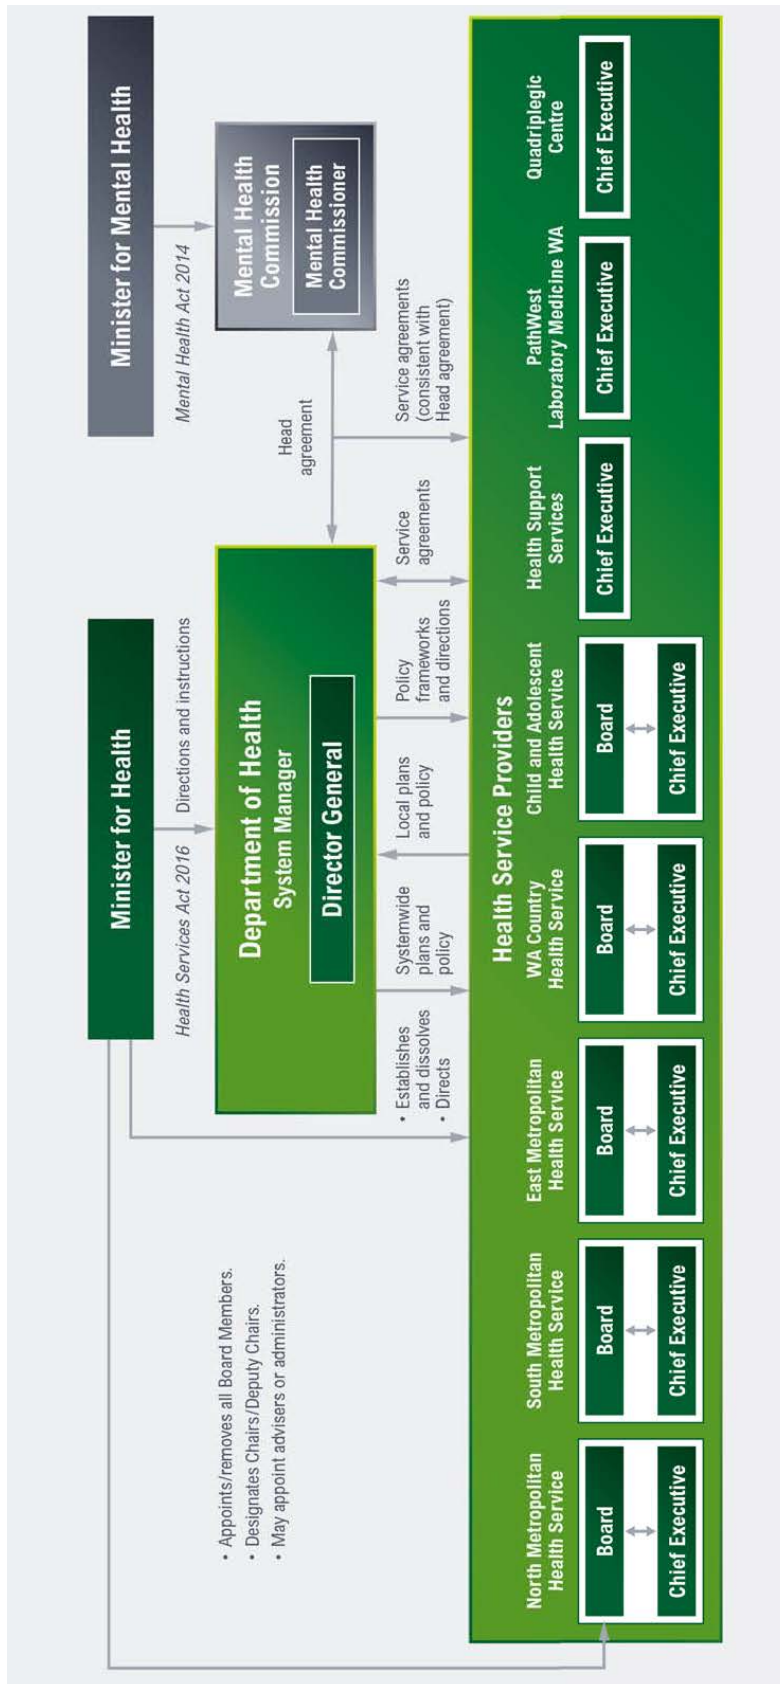 Minister for Health
Minister for Mental Health
Health Services Act 2016
Directions and instructions
Mental Health Act 2014
• Appoints/removes all Board Members.
• Designates Chairs/Deputy Chairs.
• May appoint advisers or administrators.
Department of Health
System Manager
Director General
Head
agreement
Mental Health
Commission
Mental Health
Commissioner
• Establishes
and dissolves
• Directs
Systemwide
plans and
policy
Local plans
and policy
Policy
frameworks
and directions
Service
agreements
Service agreements
(consistent with
Head agreement)
Health Service Providers
North Metropolitan
Health Service
Board
Chief Executive
South Metropolitan
Health Service
Board
Chief Executive
East Metropolitan
Health Service
Board
Chief Executive
WA Country
Health Service
Board
Chief Executive
Child and Adolescent
Health Service
Board
Chief Executive
Health Support
Services
Chief Executive
PathWest
Laboratory Medicine WA
Chief Executive
Quadriplegic
Centre
Chief Executive